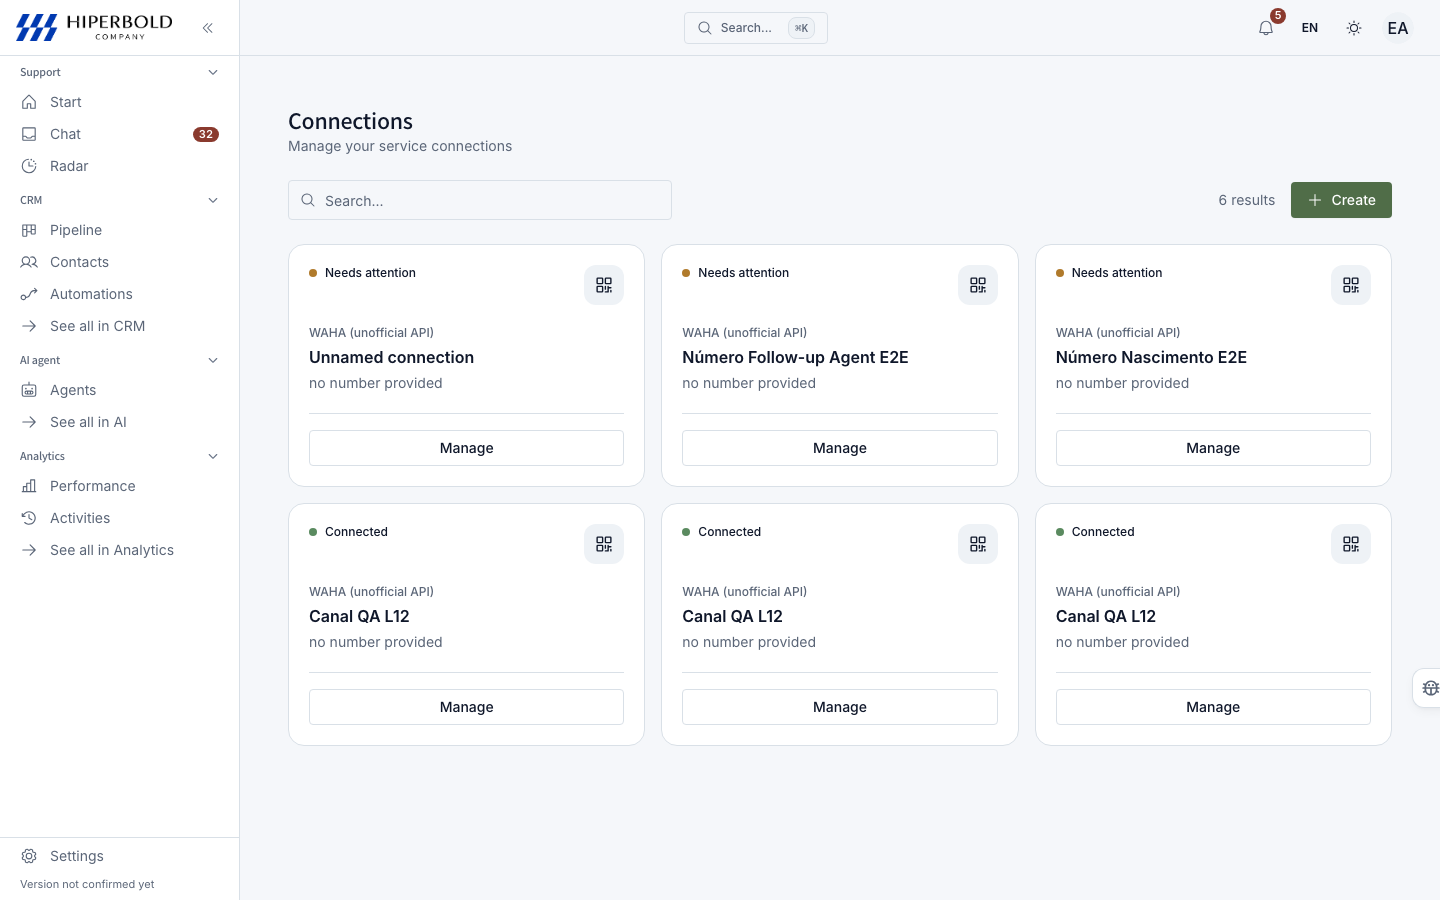 HIPERBOLD
COMPANY
Search...
⌘K
5
EN
EA
Support
Start
Chat
32
Radar
CRM
Pipeline
Contacts
Automations
See all in CRM
AI agent
Agents
See all in AI
Analytics
Performance
Activities
See all in Analytics
Settings
Version not confirmed yet
Connections
Manage your service connections
Search...
6 results
Create
Needs attention
WAHA (unofficial API)
Unnamed connection
no number provided
Manage
Needs attention
WAHA (unofficial API)
Número Follow-up Agent E2E
no number provided
Manage
Needs attention
WAHA (unofficial API)
Número Nascimento E2E
no number provided
Manage
Connected
WAHA (unofficial API)
Canal QA L12
no number provided
Manage
Connected
WAHA (unofficial API)
Canal QA L12
no number provided
Manage
Connected
WAHA (unofficial API)
Canal QA L12
no number provided
Manage